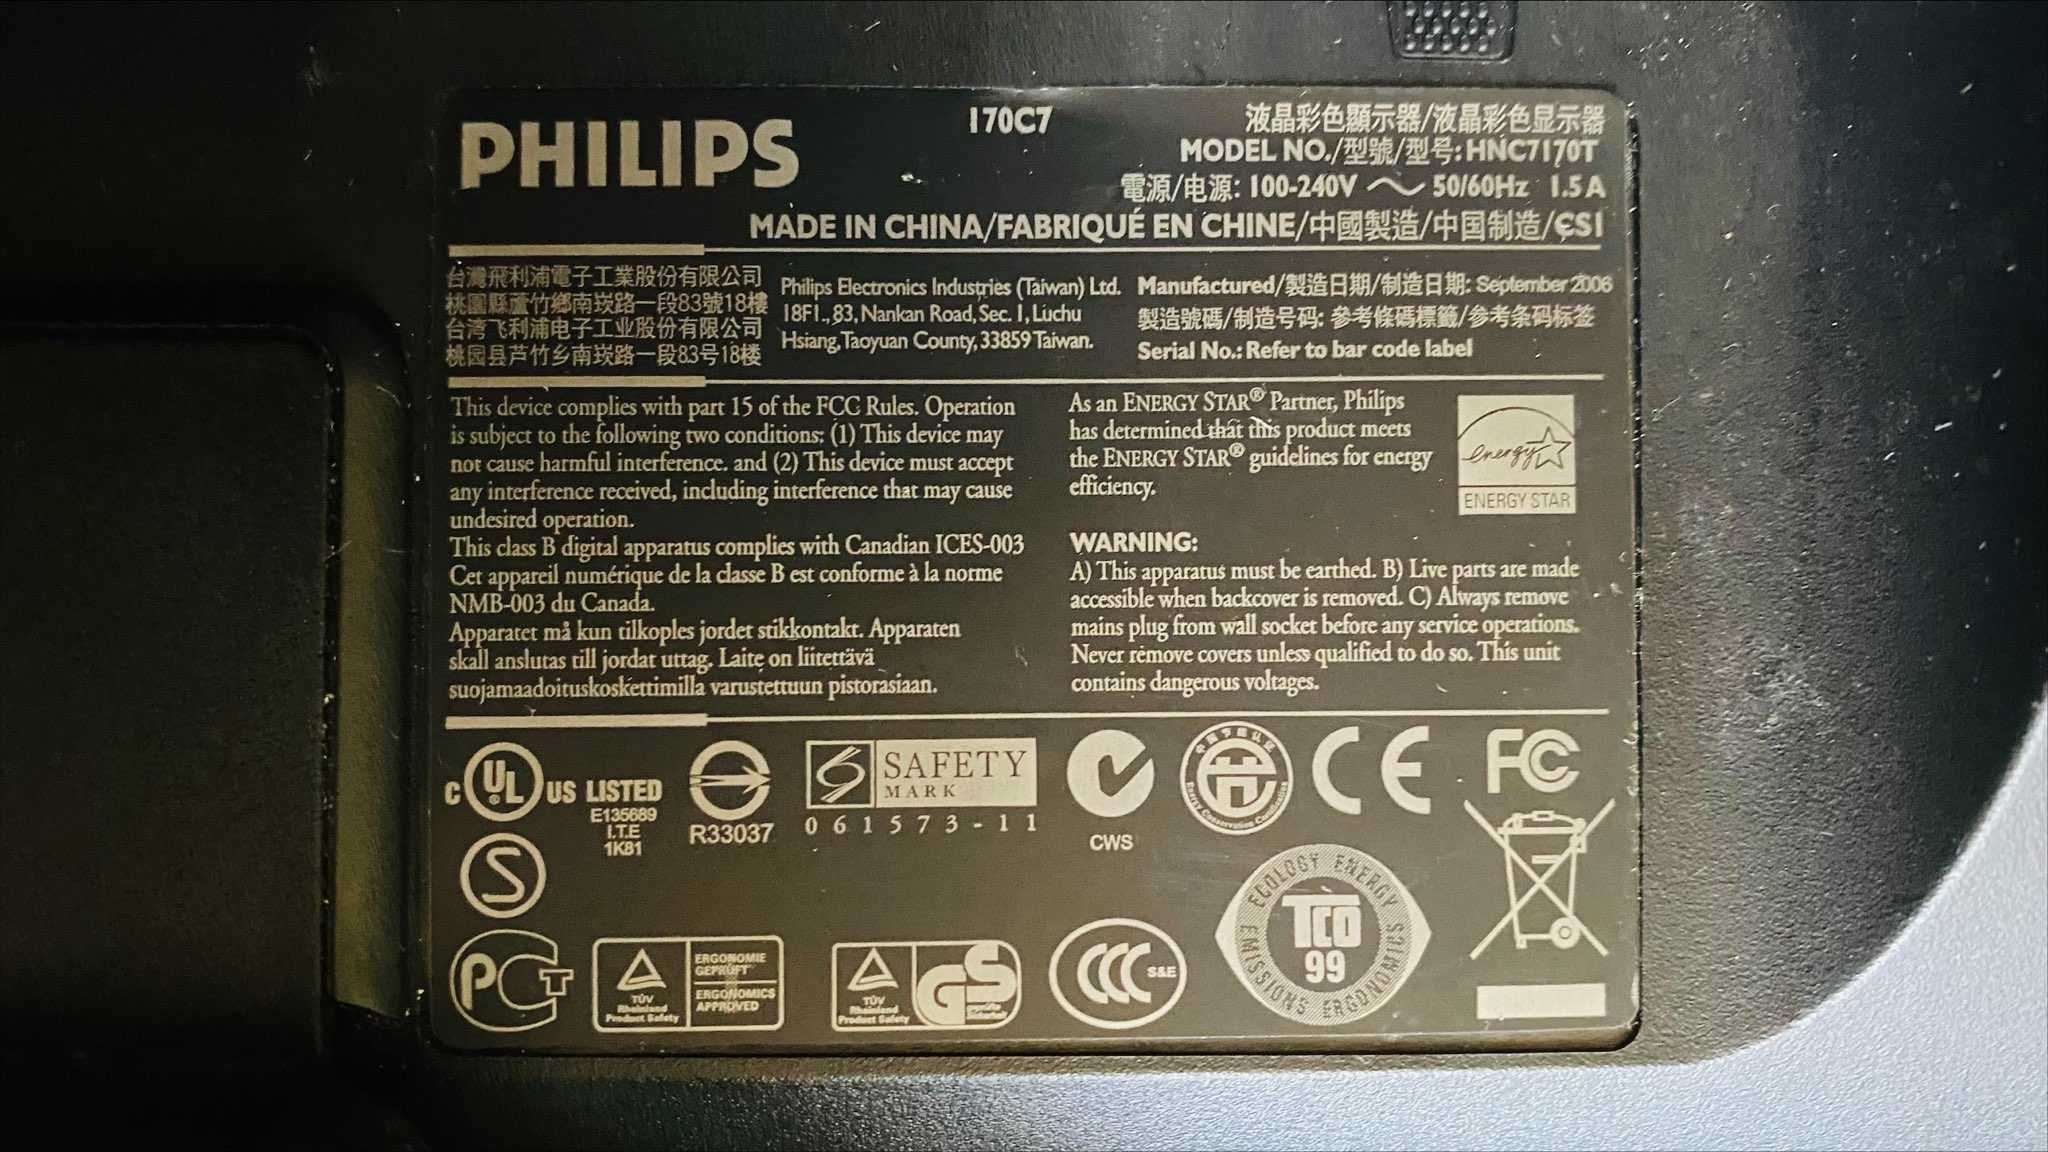 PHILIPS
170C7
液晶彩色顯示器/液晶彩色显示器
MODEL NO./型號/型号: HNC7170T
電源/电源: 100-240V ～ 50/60Hz 1.5 A
MADE IN CHINA/FABRIQUÉ EN CHINE/中國製造/中国制造/CSI
台灣飛利浦電子工業股份有限公司
桃園縣蘆竹鄉南崁路一段83號18樓
台湾飞利浦电子工业股份有限公司
桃园县芦竹乡南崁路一段83号18楼
Philips Electronics Industries (Taiwan) Ltd.
18F1., 83, Nankan Road, Sec. 1, Luchu
Hsiang, Taoyuan County, 33859 Taiwan.
Manufactured/製造日期/制造日期: September 2006
製造號碼/制造号码: 參考條碼標籤/参考条码标签
Serial No.: Refer to bar code label
This device complies with part 15 of the FCC Rules. Operation
is subject to the following two conditions: (1) This device may
not cause harmful interference. and (2) This device must accept
any interference received, including interference that may cause
undesired operation.
This class B digital apparatus complies with Canadian ICES-003
Cet appareil numérique de la classe B est conforme à la norme
NMB-003 du Canada.
Apparatet må kun tilkoples jordet stikkontakt. Apparaten
skall anslutas till jordat uttag. Laite on liitettävä
suojamaadoituskoskettimilla varustettuun pistorasiaan.
As an ENERGY STAR® Partner, Philips
has determined that this product meets
the ENERGY STAR® guidelines for energy
efficiency.
energy
ENERGY STAR
WARNING:
A) This apparatus must be earthed. B) Live parts are made
accessible when backcover is removed. C) Always remove
mains plug from wall socket before any service operations.
Never remove covers unless qualified to do so. This unit
contains dangerous voltages.
C UL® US LISTED
E135689
I.T.E
1K81
R33037
SAFETY
MARK
061573-11
CWS
中国节能认证
Energy Conservation Certification
CE
FC
S
PCT
TÜV
Rheinland
Product Safety
ERGONOMIE
GEPRÜFT
ERGONOMICS
APPROVED
TÜV
Rheinland
Product Safety
GS
geprüfte
Sicherheit
CCC S&E
ECOLOGY ENERGY
TCO
99
EMISSIONS ERGONOMICS